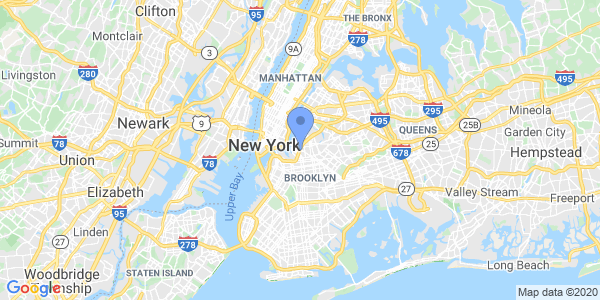 Clifton
THE BRONX
95
Montclair
278
9A
3
Livingston
280
MANHATTAN
495
95
495
295
Mineola
Newark
9
QUEENS
25B
Garden City
Summit
78
New York
25
Hempstead
78
678
Union
BROOKLYN
Upper Bay
Elizabeth
27
Valley Stream
Freeport
95
Linden
27
278
Long Beach
Woodbridge
Township
STATEN ISLAND
Google
Map data ©2020